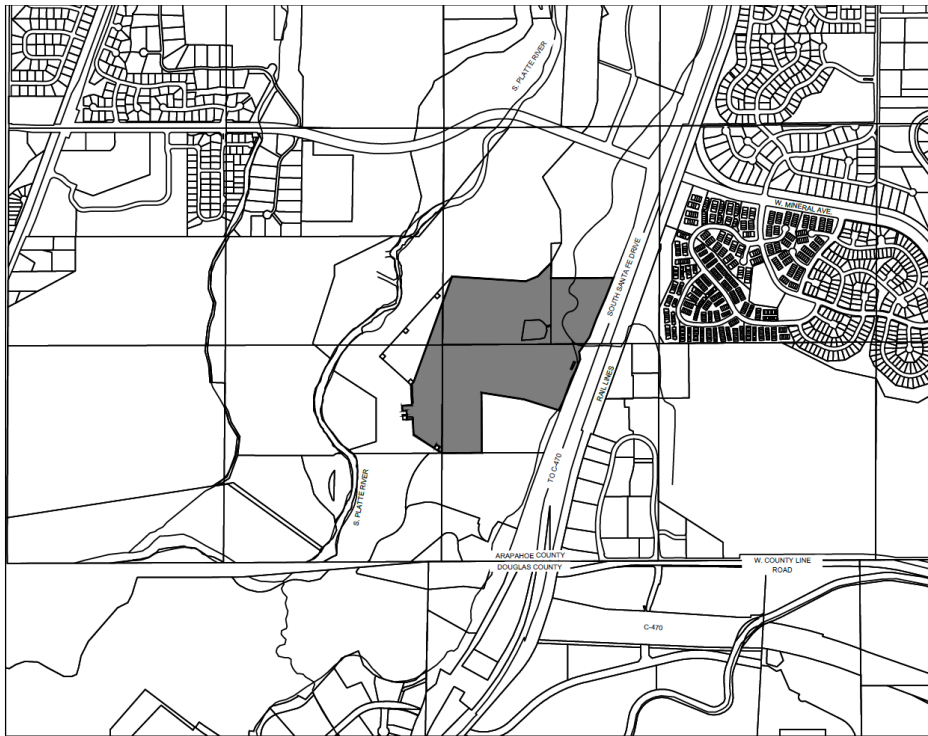 S. PLATTE RIVER
W. MINERAL AVE.
SOUTH SANTA FE DRIVE
RAIL LINES
TO C-470
S. PLATTE RIVER
ARAPAHOE COUNTY
DOUGLAS COUNTY
W. COUNTY LINE
ROAD
C-470